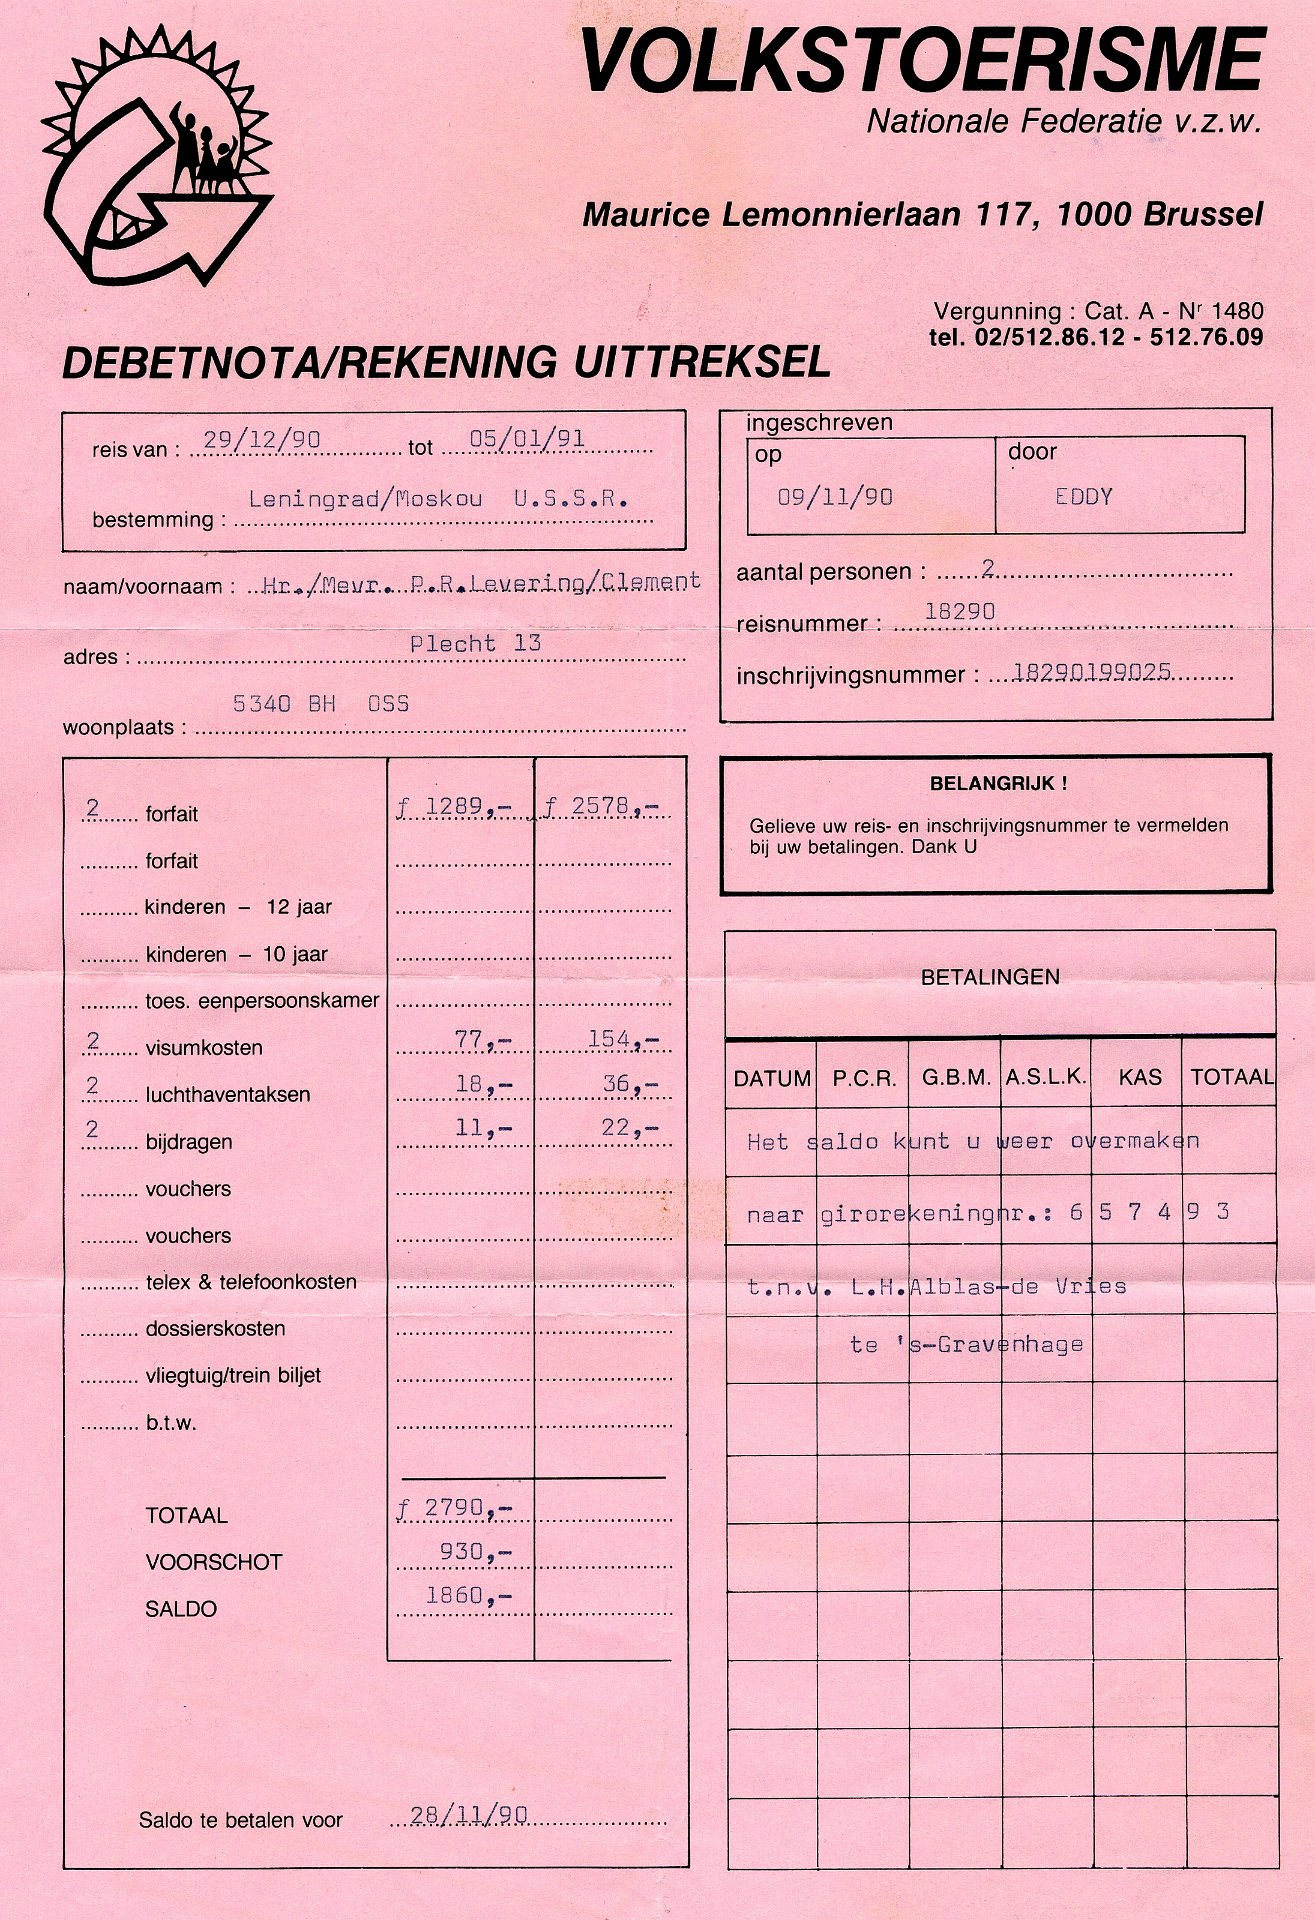 VOLKSTOERISME
Nationale Federatie v.z.w.
Maurice Lemonnierlaan 117, 1000 Brussel
Vergunning : Cat. A - Nʳ 1480
tel. 02/512.86.12 - 512.76.09
DEBETNOTA/REKENING UITTREKSEL
reis van : 29/12/90 tot 05/01/91
Leningrad/Moskou U.S.S.R.
bestemming :
naam/voornaam : Hr./Mevr. P.R.Levering/Clement
Plecht 13
adres :
5340 BH OSS
woonplaats :
ingeschreven
op door
09/11/90 EDDY
aantal personen : 2
reisnummer : 18290
inschrijvingsnummer : 18290199025
BELANGRIJK !
Gelieve uw reis- en inschrijvingsnummer te vermelden
bij uw betalingen. Dank U
2 forfait ƒ 1289,- ƒ 2578,-
forfait
kinderen – 12 jaar
kinderen – 10 jaar
toes. eenpersoonskamer
2 visumkosten 77,- 154,-
2 luchthaventaksen 18,- 36,-
2 bijdragen 11,- 22,-
vouchers
vouchers
telex & telefoonkosten
dossierskosten
vliegtuig/trein biljet
b.t.w.
TOTAAL ƒ 2790,-
VOORSCHOT 930,-
SALDO 1860,-
Saldo te betalen voor 28/11/90
BETALINGEN
DATUM P.C.R. G.B.M. A.S.L.K. KAS TOTAAL
Het saldo kunt u weer overmaken
naar girorekeningnr.: 6 5 7 4 9 3
t.n.v. L.H.Alblas-de Vries
te 's-Gravenhage